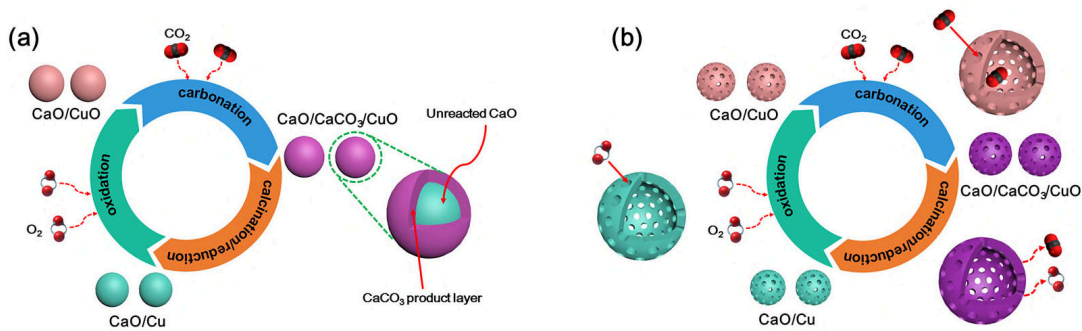 (a)
CO2
carbonation
CaO/CuO
CaO/CaCO3/CuO
Unreacted CaO
oxidation
O2
calcination/reduction
CaO/Cu
CaCO3 product layer
(b)
CO2
carbonation
CaO/CuO
CaO/CaCO3/CuO
oxidation
O2
calcination/reduction
CaO/Cu